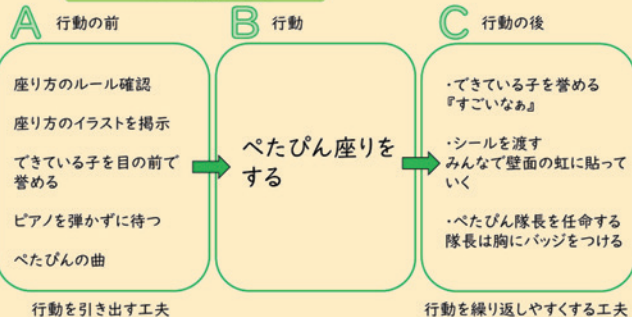 A 行動の前
座り方のルール確認
座り方のイラストを掲示
できている子を目の前で
誉める
ピアノを弾かずに待つ
ぺたぴんの曲
行動を引き出す工夫
B 行動
ぺたぴん座りを
する
C 行動の後
・できている子を誉める
『すごいなぁ』
・シールを渡す
みんなで壁面の虹に貼って
いく
・ぺたぴん隊長を任命する
隊長は胸にバッジをつける
行動を繰り返しやすくする工夫